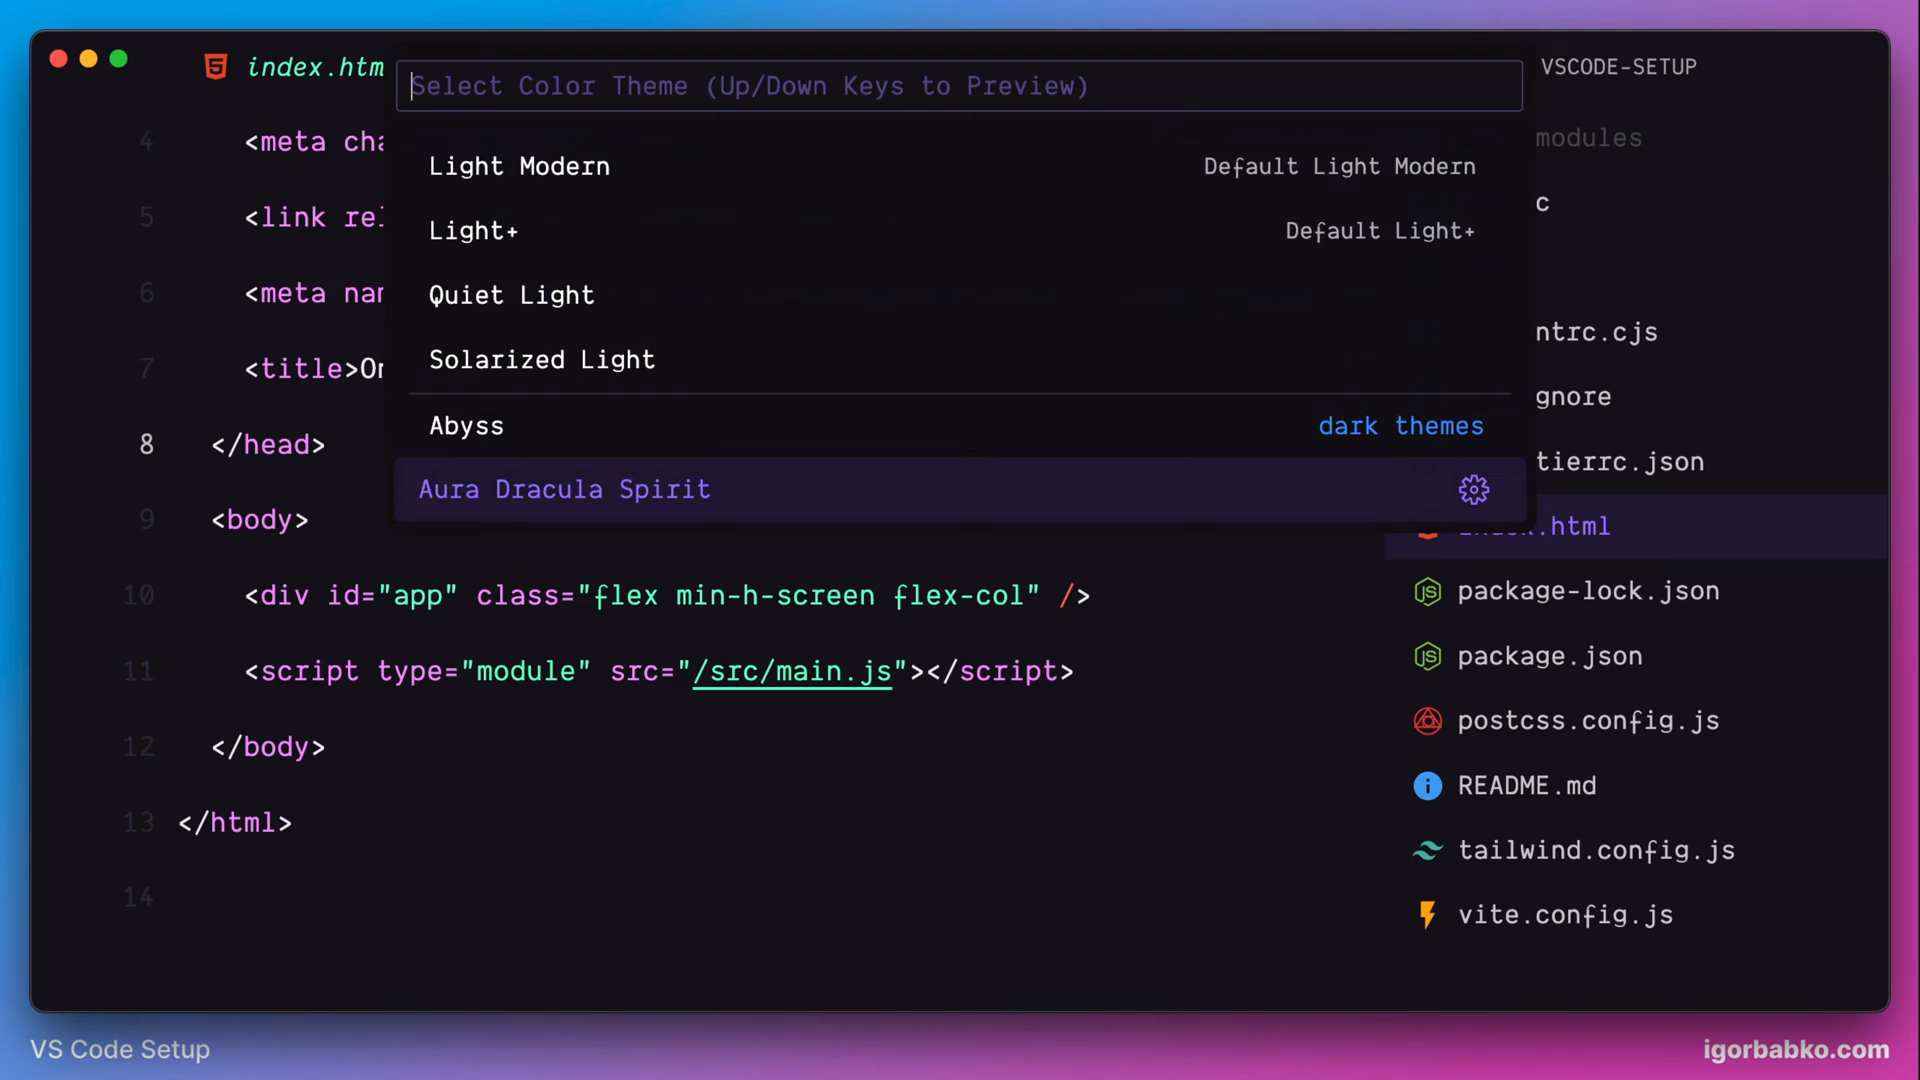 index.htm
VSCODE-SETUP
Select Color Theme (Up/Down Keys to Preview)
Light Modern Default Light Modern
Light+ Default Light+
Quiet Light
Solarized Light
Abyss dark themes
Aura Dracula Spirit
4 <meta cha
5 <link rel
6 <meta nam
7 <title>On
8 </head>
9 <body>
10 <div id="app" class="flex min-h-screen flex-col" />
11 <script type="module" src="/src/main.js"></script>
12 </body>
13 </html>
14
modules
c
ntrc.cjs
gnore
tierrc.json
index.html
package-lock.json
package.json
postcss.config.js
README.md
tailwind.config.js
vite.config.js
VS Code Setup
igorbabko.com